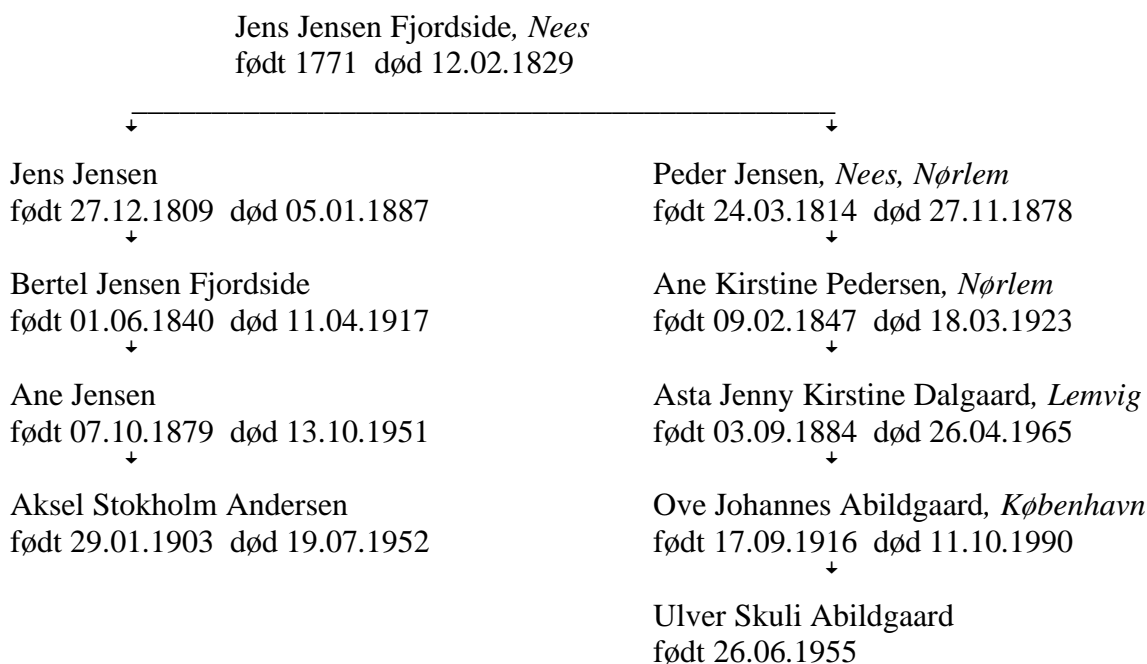 Jens Jensen Fjordside, Nees
født 1771 død 12.02.1829
Jens Jensen
født 27.12.1809 død 05.01.1887
Peder Jensen, Nees, Nørlem
født 24.03.1814 død 27.11.1878
Bertel Jensen Fjordside
født 01.06.1840 død 11.04.1917
Ane Kirstine Pedersen, Nørlem
født 09.02.1847 død 18.03.1923
Ane Jensen
født 07.10.1879 død 13.10.1951
Asta Jenny Kirstine Dalgaard, Lemvig
født 03.09.1884 død 26.04.1965
Aksel Stokholm Andersen
født 29.01.1903 død 19.07.1952
Ove Johannes Abildgaard, København
født 17.09.1916 død 11.10.1990
Ulver Skuli Abildgaard
født 26.06.1955